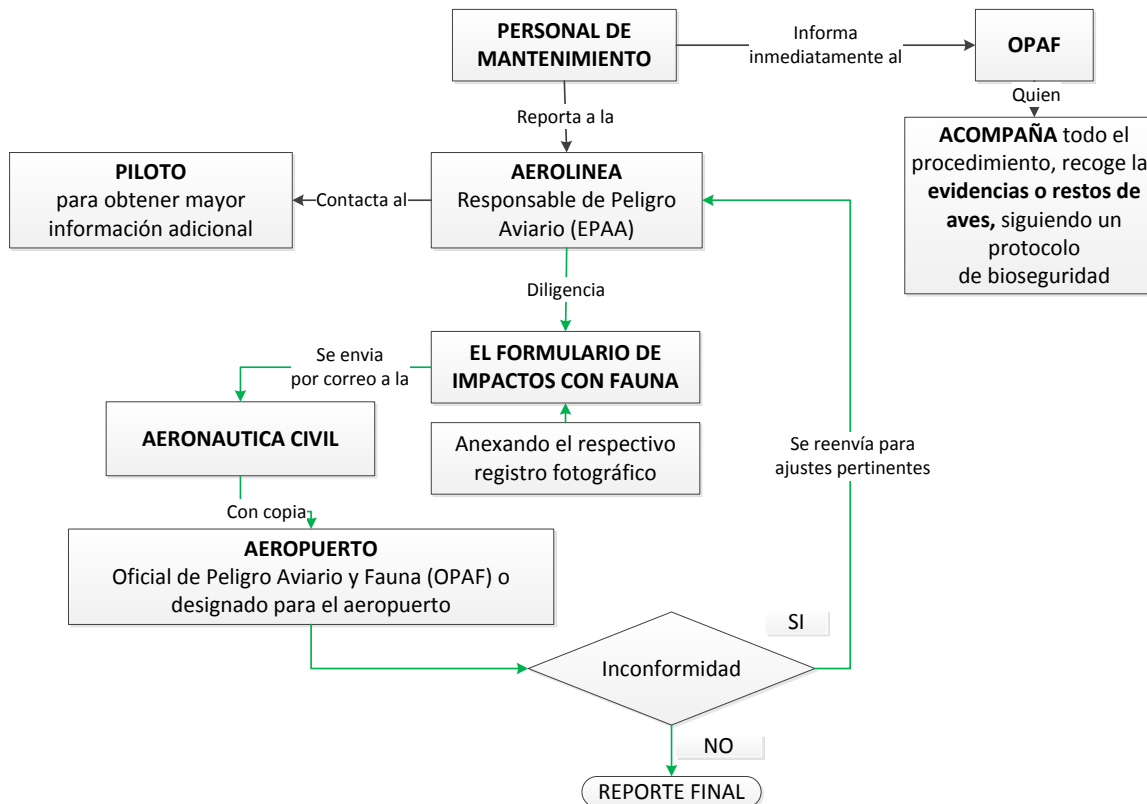 PERSONAL DE
MANTENIMIENTO
Informa
inmediatamente al
OPAF
Quien
ACOMPAÑA todo el
procedimiento, recoge la
evidencias o restos de
aves, siguiendo un
protocolo
de bioseguridad
Reporta a la
AEROLINEA
Responsable de Peligro
Aviario (EPAA)
Contacta al
PILOTO
para obtener mayor
información adicional
Diligencia
EL FORMULARIO DE
IMPACTOS CON FAUNA
Anexando el respectivo
registro fotográfico
Se envia
por correo a la
AERONAUTICA CIVIL
Con copia
AEROPUERTO
Oficial de Peligro Aviario y Fauna (OPAF) o
designado para el aeropuerto
Inconformidad
SI
Se reenvía para
ajustes pertinentes
NO
REPORTE FINAL